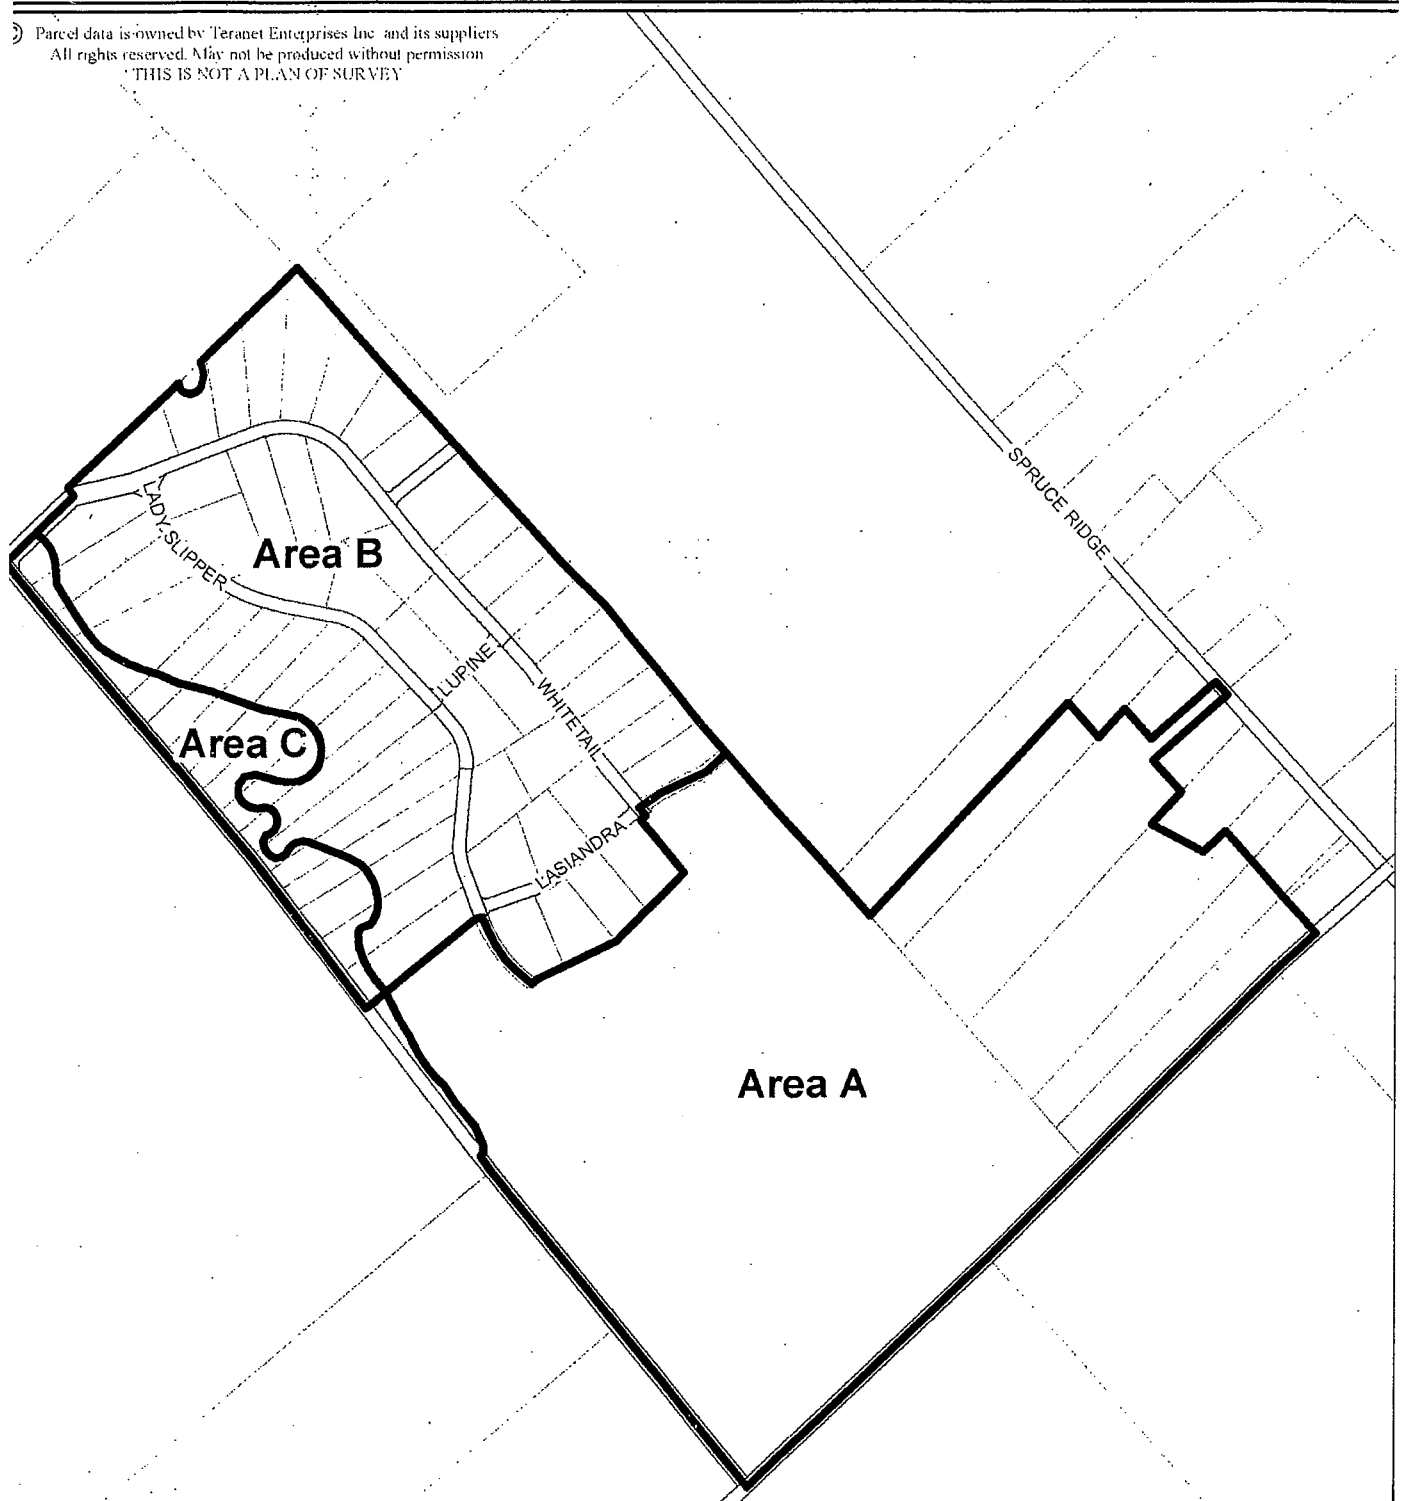 © Parcel data is owned by Teranet Enterprises Inc. and its suppliers
All rights reserved. May not be produced without permission
THIS IS NOT A PLAN OF SURVEY
SPRUCE RIDGE
LADY SLIPPER
Area B
LUPINE
WHITETAIL
Area C
LASIANDRA
Area A